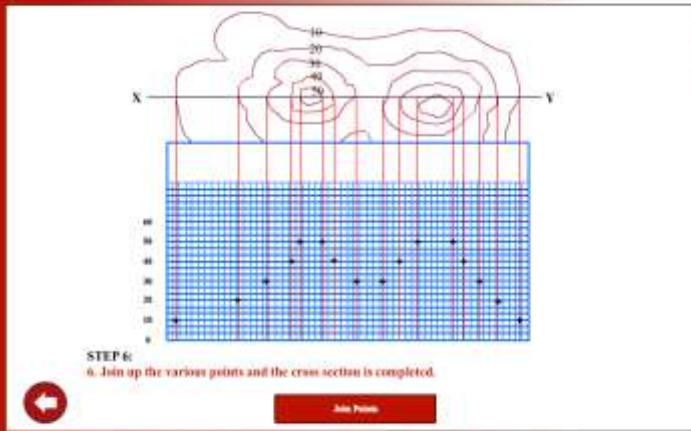 10
20
30
40
50
X
Y
60
50
40
30
20
10
0
STEP 6:
6. Join up the various points and the cross section is completed.
Join Points